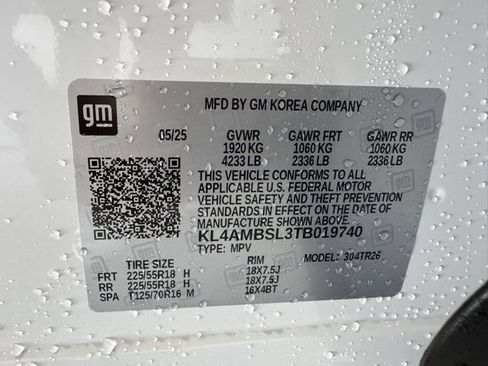 gm
MFD BY GM KOREA COMPANY
05/25 GVWR GAWR FRT GAWR RR
1920 KG 1060 KG 1060 KG
4233 LB 2336 LB 2336 LB
THIS VEHICLE CONFORMS TO ALL
APPLICABLE U.S. FEDERAL MOTOR
VEHICLE SAFETY AND THEFT PREVENTION
STANDARDS IN EFFECT ON THE DATE OF
MANUFACTURE SHOWN ABOVE.
KL4AMBSL3TB019740
TYPE: MPV MODEL: 304TR26
TIRE SIZE RIM
FRT 225/55R18 H 18X7.5J
RR 225/55R18 H 18X7.5J
SPA T125/70R16 M 16X4BT